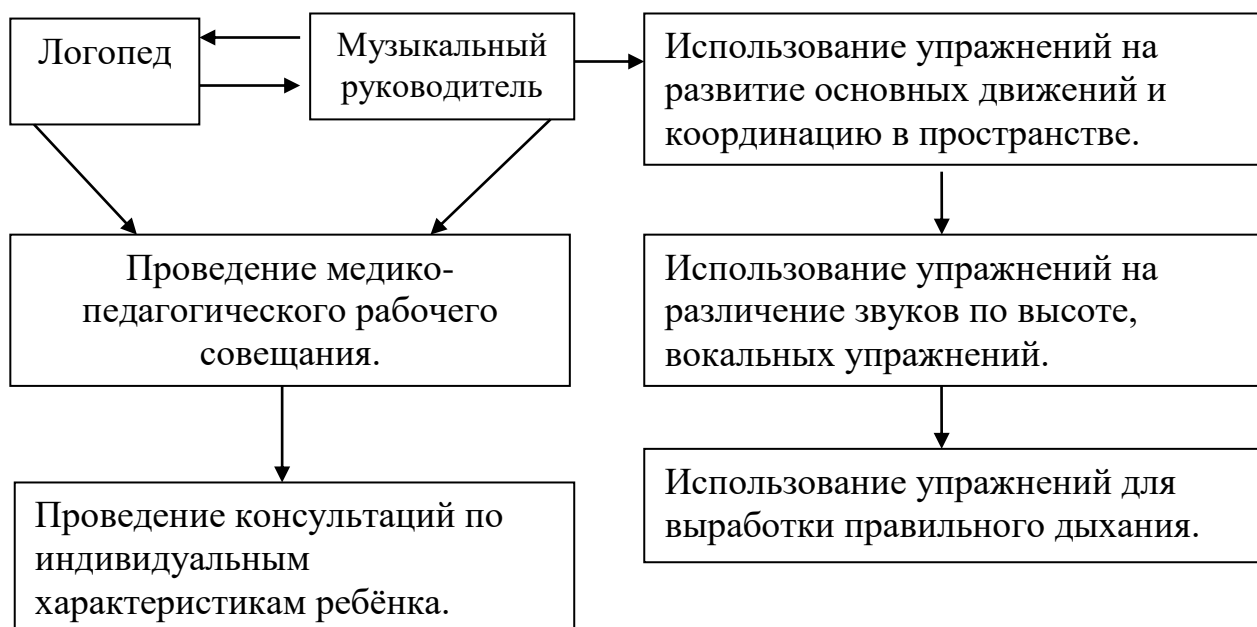 Логопед
Музыкальный
руководитель
Использование упражнений на
развитие основных движений и
координацию в пространстве.
Проведение медико-
педагогического рабочего
совещания.
Использование упражнений на
различение звуков по высоте,
вокальных упражнений.
Проведение консультаций по
индивидуальным
характеристикам ребёнка.
Использование упражнений для
выработки правильного дыхания.